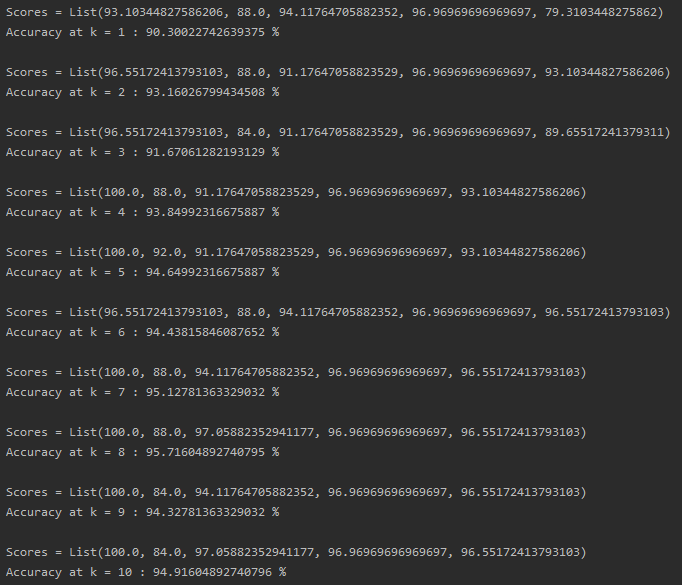 Scores = List(93.10344827586206, 88.0, 94.11764705882352, 96.96969696969697, 79.3103448275862)
Accuracy at k = 1 : 90.30022742639375 %
Scores = List(96.55172413793103, 88.0, 91.17647058823529, 96.96969696969697, 93.10344827586206)
Accuracy at k = 2 : 93.16026799434508 %
Scores = List(96.55172413793103, 84.0, 91.17647058823529, 96.96969696969697, 89.65517241379311)
Accuracy at k = 3 : 91.67061282193129 %
Scores = List(100.0, 88.0, 91.17647058823529, 96.96969696969697, 93.10344827586206)
Accuracy at k = 4 : 93.84992316675887 %
Scores = List(100.0, 92.0, 91.17647058823529, 96.96969696969697, 93.10344827586206)
Accuracy at k = 5 : 94.64992316675887 %
Scores = List(96.55172413793103, 88.0, 94.11764705882352, 96.96969696969697, 96.55172413793103)
Accuracy at k = 6 : 94.43815846087652 %
Scores = List(100.0, 88.0, 94.11764705882352, 96.96969696969697, 96.55172413793103)
Accuracy at k = 7 : 95.12781363329032 %
Scores = List(100.0, 88.0, 97.05882352941177, 96.96969696969697, 96.55172413793103)
Accuracy at k = 8 : 95.71604892740795 %
Scores = List(100.0, 84.0, 94.11764705882352, 96.96969696969697, 96.55172413793103)
Accuracy at k = 9 : 94.32781363329032 %
Scores = List(100.0, 84.0, 97.05882352941177, 96.96969696969697, 96.55172413793103)
Accuracy at k = 10 : 94.91604892740796 %